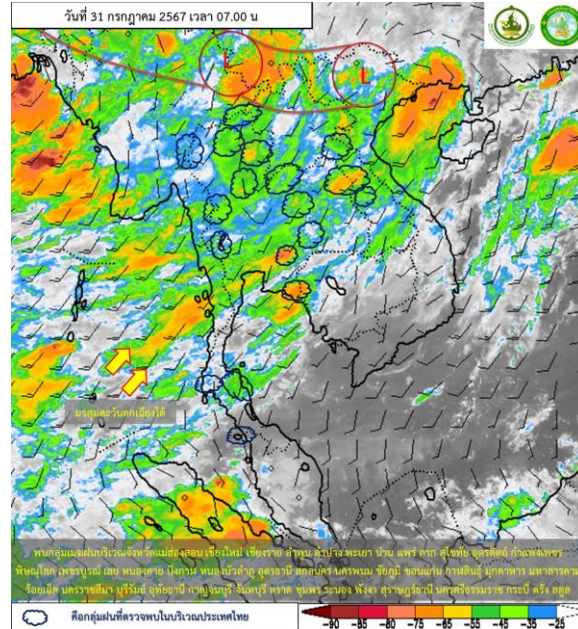 วันที่ 31 กรกฎาคม 2567 เวลา 07.00 น
L
L
มรสุมตะวันตกเฉียงใต้
พบกลุ่มเมฆฝนบริเวณจังหวัดแม่ฮ่องสอน เชียงใหม่ เชียงราย ลำพูน ลำปาง พะเยา น่าน แพร่ ตาก สุโขทัย อุตรดิตถ์ กำแพงเพชร
พิษณุโลก เพชรบูรณ์ เลย หนองคาย บึงกาฬ หนองบัวลำภู อุดรธานี สกลนคร นครพนม ชัยภูมิ ขอนแก่น กาฬสินธุ์ มุกดาหาร มหาสารคาม
ร้อยเอ็ด นครราชสีมา บุรีรัมย์ อุทัยธานี กาญจนบุรี จันทบุรี ตราด ชุมพร ระนอง พังงา สุราษฎร์ธานี นครศรีธรรมราช กระบี่ ตรัง สตูล
คือกลุ่มฝนที่ตรวจพบในบริเวณประเทศไทย
-90 -85 -80 -75 -65 -55 -45 -35 -25